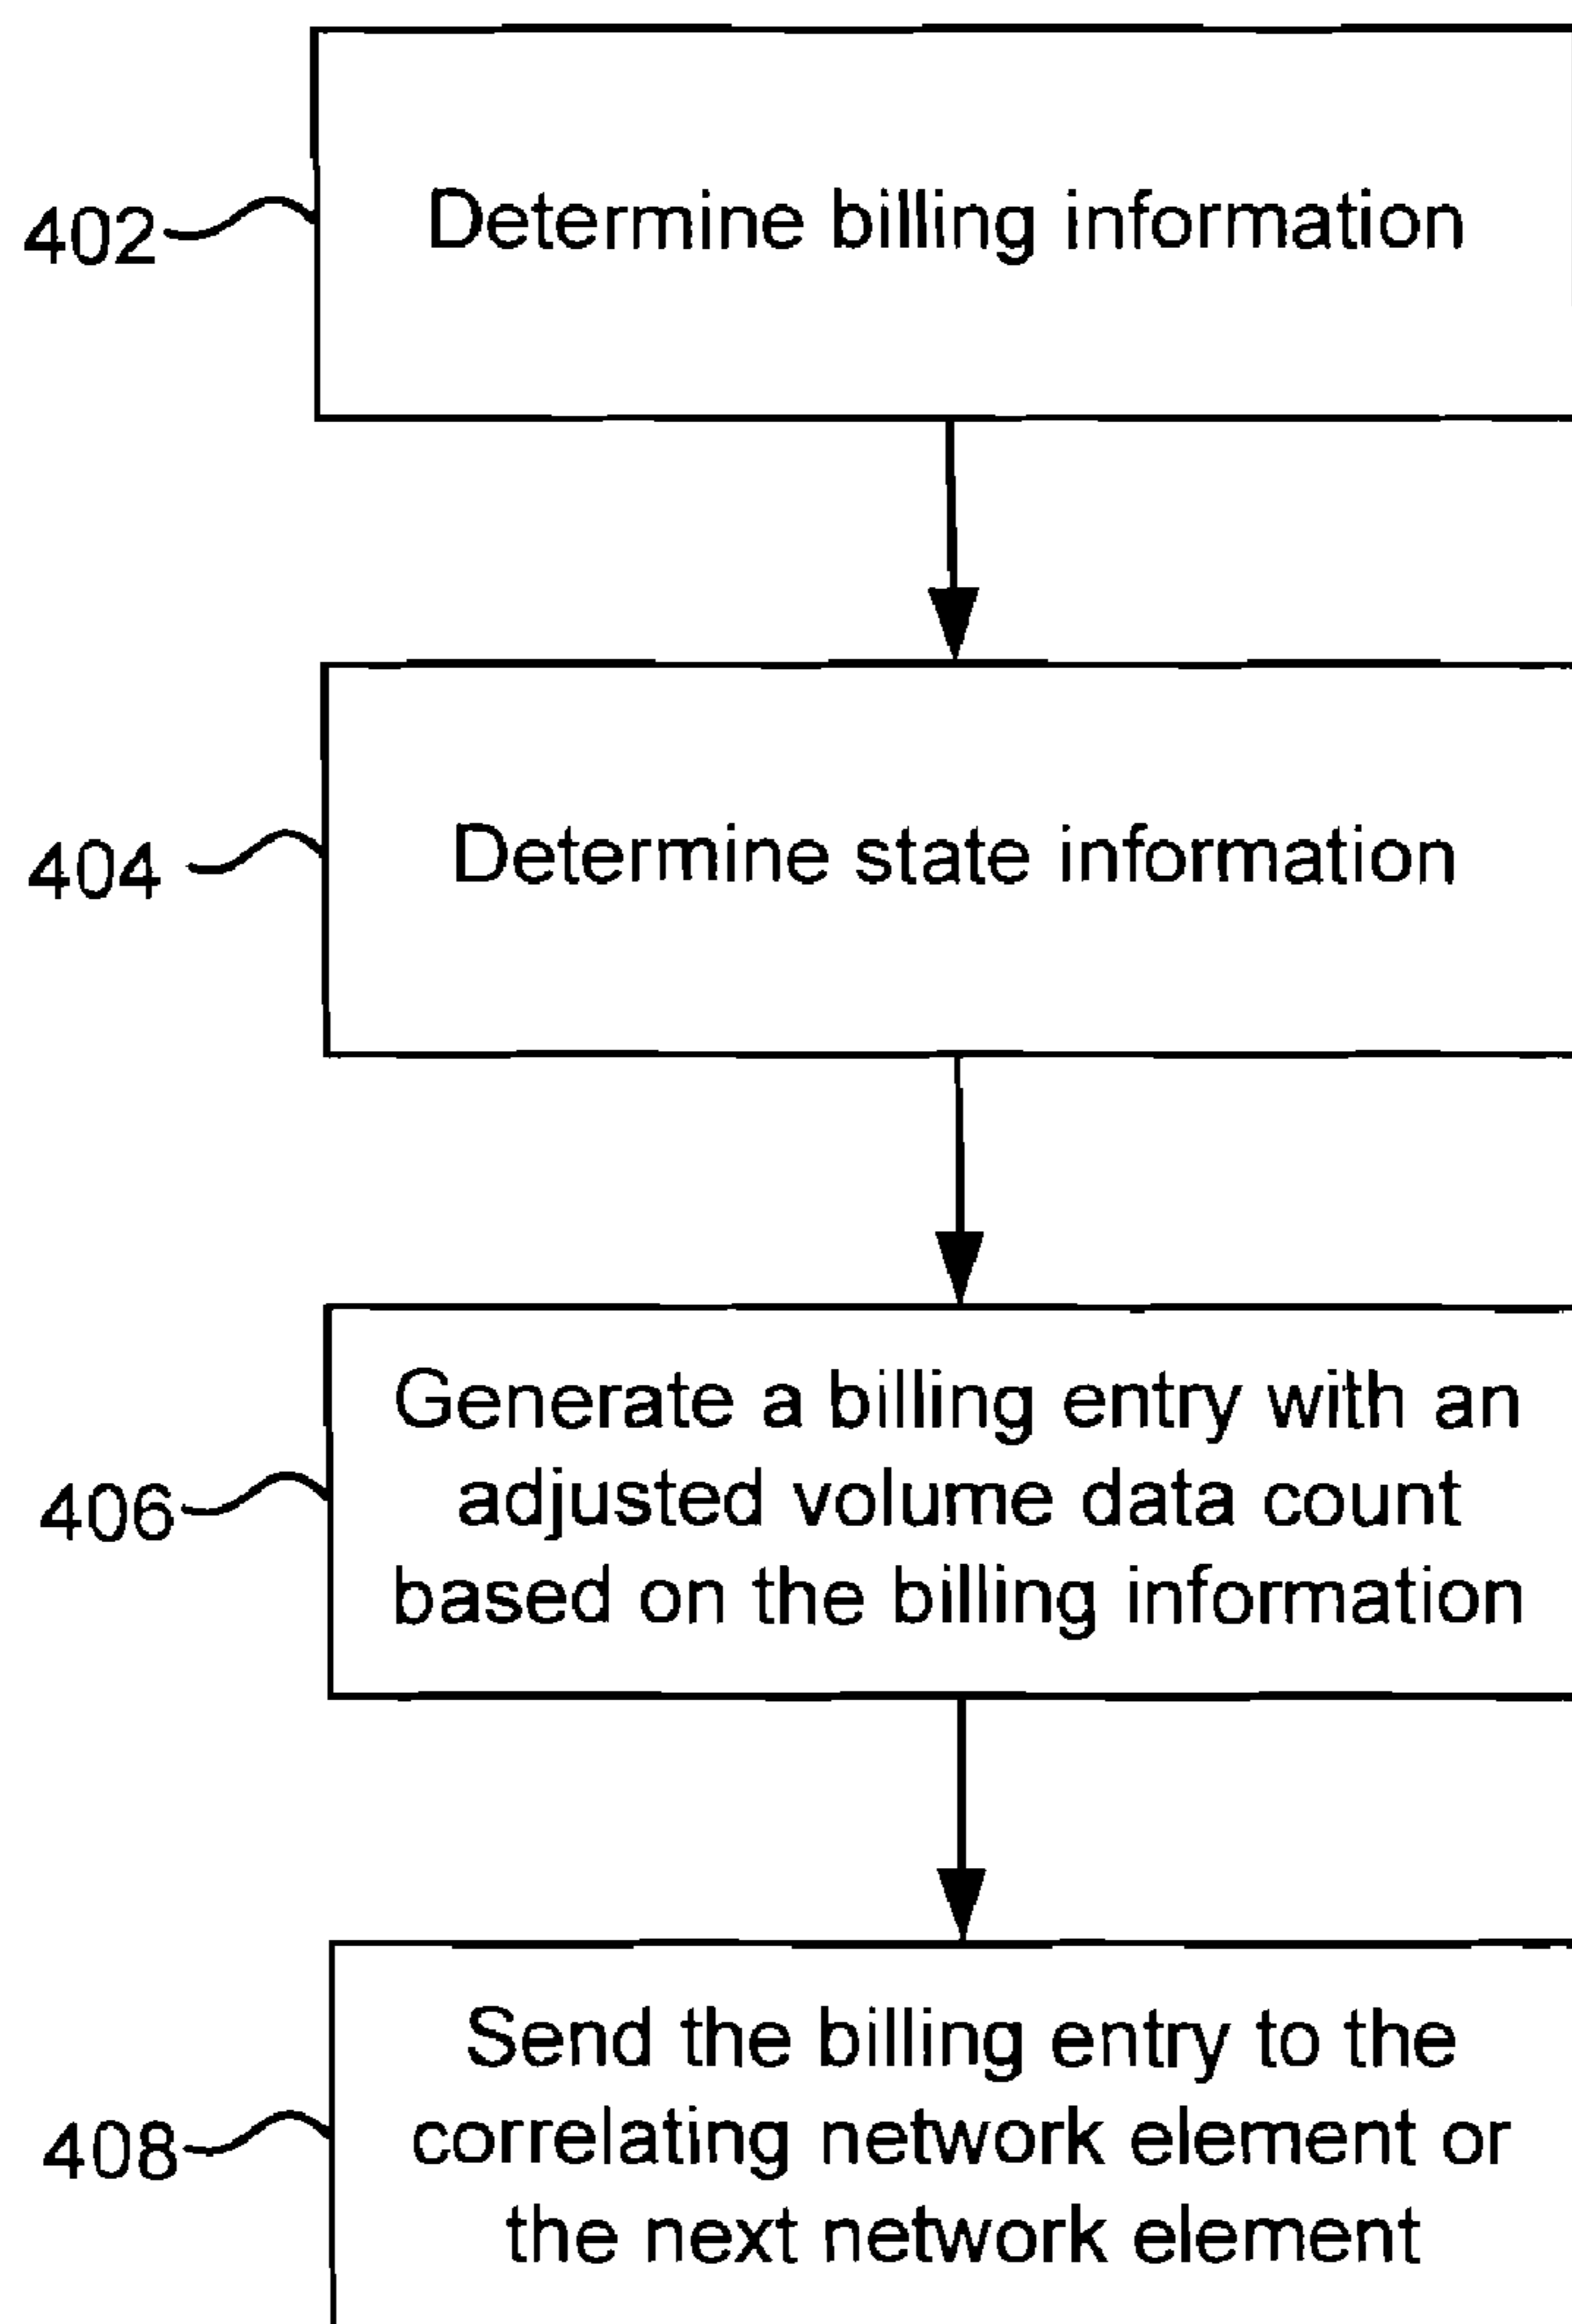 402
Determine billing information
404
Determine state information
406
Generate a billing entry with an
adjusted volume data count
based on the billing information
408
Send the billing entry to the
correlating network element or
the next network element